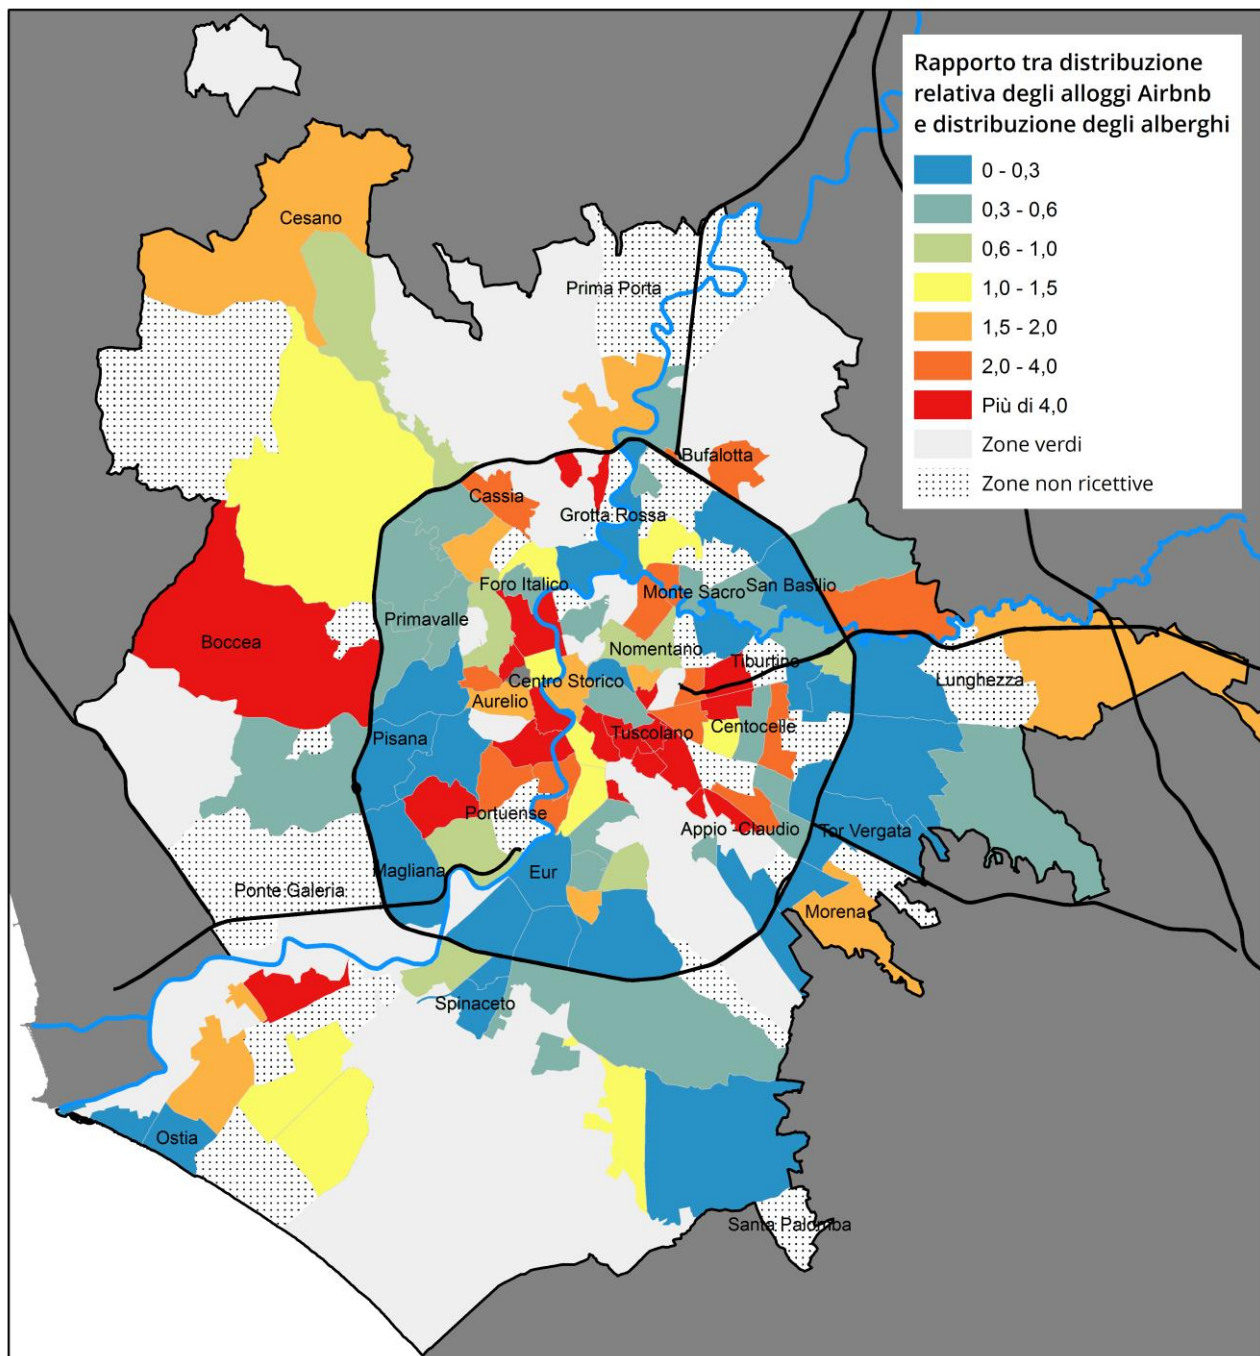 Rapporto tra distribuzione
relativa degli alloggi Airbnb
e distribuzione degli alberghi
0 - 0,3
0,3 - 0,6
0,6 - 1,0
1,0 - 1,5
1,5 - 2,0
2,0 - 4,0
Più di 4,0
Zone verdi
Zone non ricettive
Cesano
Prima Porta
Bufalotta
Cassia
Grotta Rossa
Foro Italico
Monte Sacro
San Basilio
Primavalle
Boccea
Nomentano
Tiburtino
Lunghezza
Centro Storico
Aurelio
Pisana
Tuscolano
Centocelle
Portuense
Appio -Claudio
Tor Vergata
Magliana
Eur
Ponte Galeria
Morena
Spinaceto
Ostia
Santa Palomba